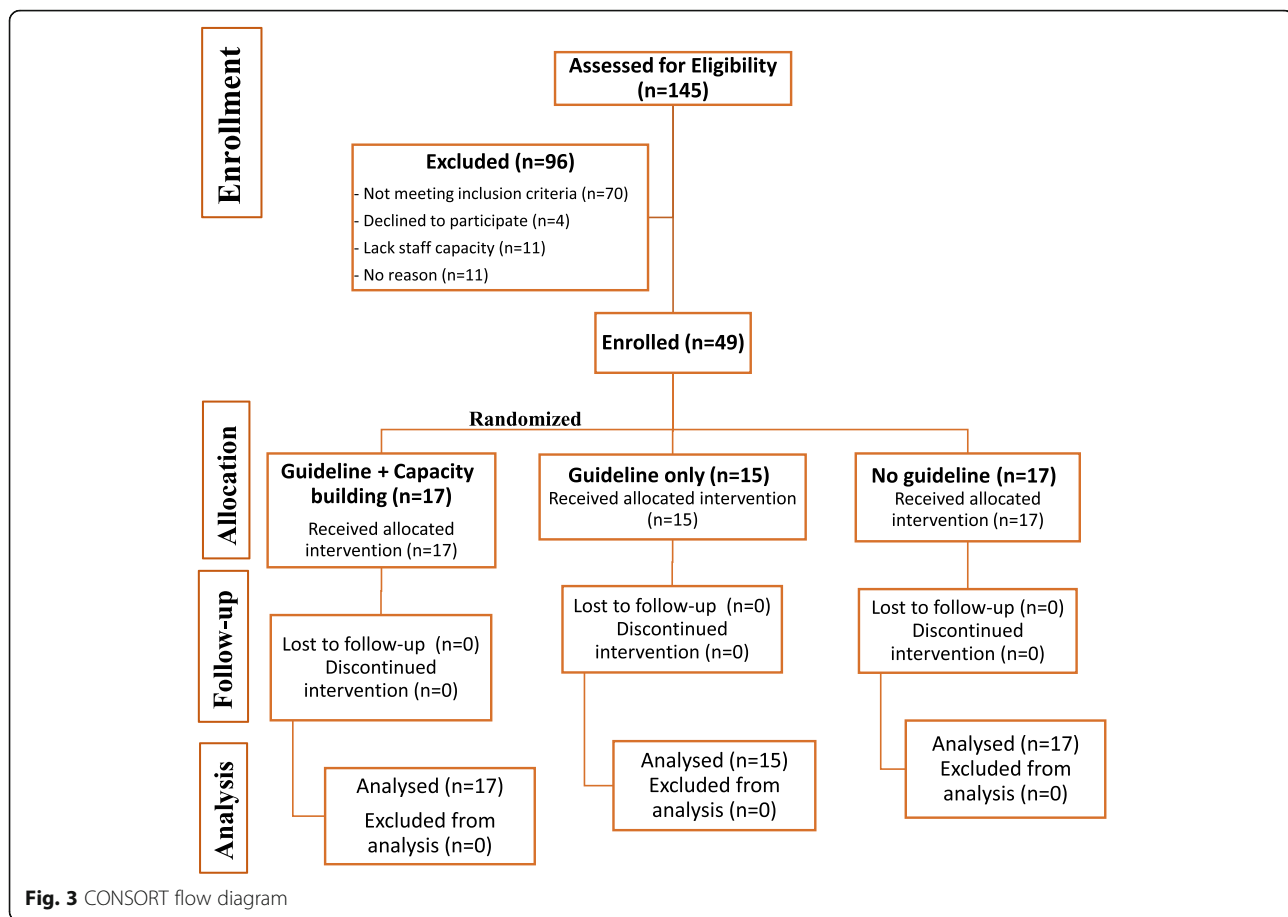 Enrollment
Assessed for Eligibility
(n=145)
Excluded (n=96)
- Not meeting inclusion criteria (n=70)
- Declined to participate (n=4)
- Lack staff capacity (n=11)
- No reason (n=11)
Enrolled (n=49)
Randomized
Allocation
Guideline + Capacity
building (n=17)
Received allocated
intervention (n=17)
Guideline only (n=15)
Received allocated intervention
(n=15)
No guideline (n=17)
Received allocated
intervention (n=17)
Follow-up
Lost to follow-up (n=0)
Discontinued
intervention (n=0)
Lost to follow-up (n=0)
Discontinued
intervention (n=0)
Lost to follow-up (n=0)
Discontinued
intervention (n=0)
Analysis
Analysed (n=17)
Excluded from
analysis (n=0)
Analysed (n=15)
Excluded from
analysis (n=0)
Analysed (n=17)
Excluded from
analysis (n=0)
Fig. 3 CONSORT flow diagram